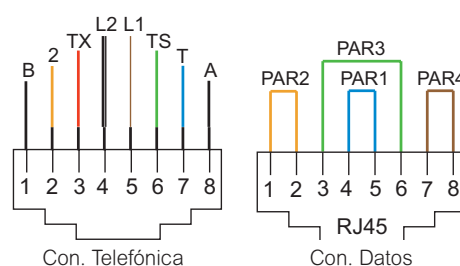 B 2 TX L2 L1 TS T A
1 2 3 4 5 6 7 8
Con. Telefónica
PAR3
PAR2 PAR1 PAR4
1 2 3 4 5 6 7 8
RJ45
Con. Datos